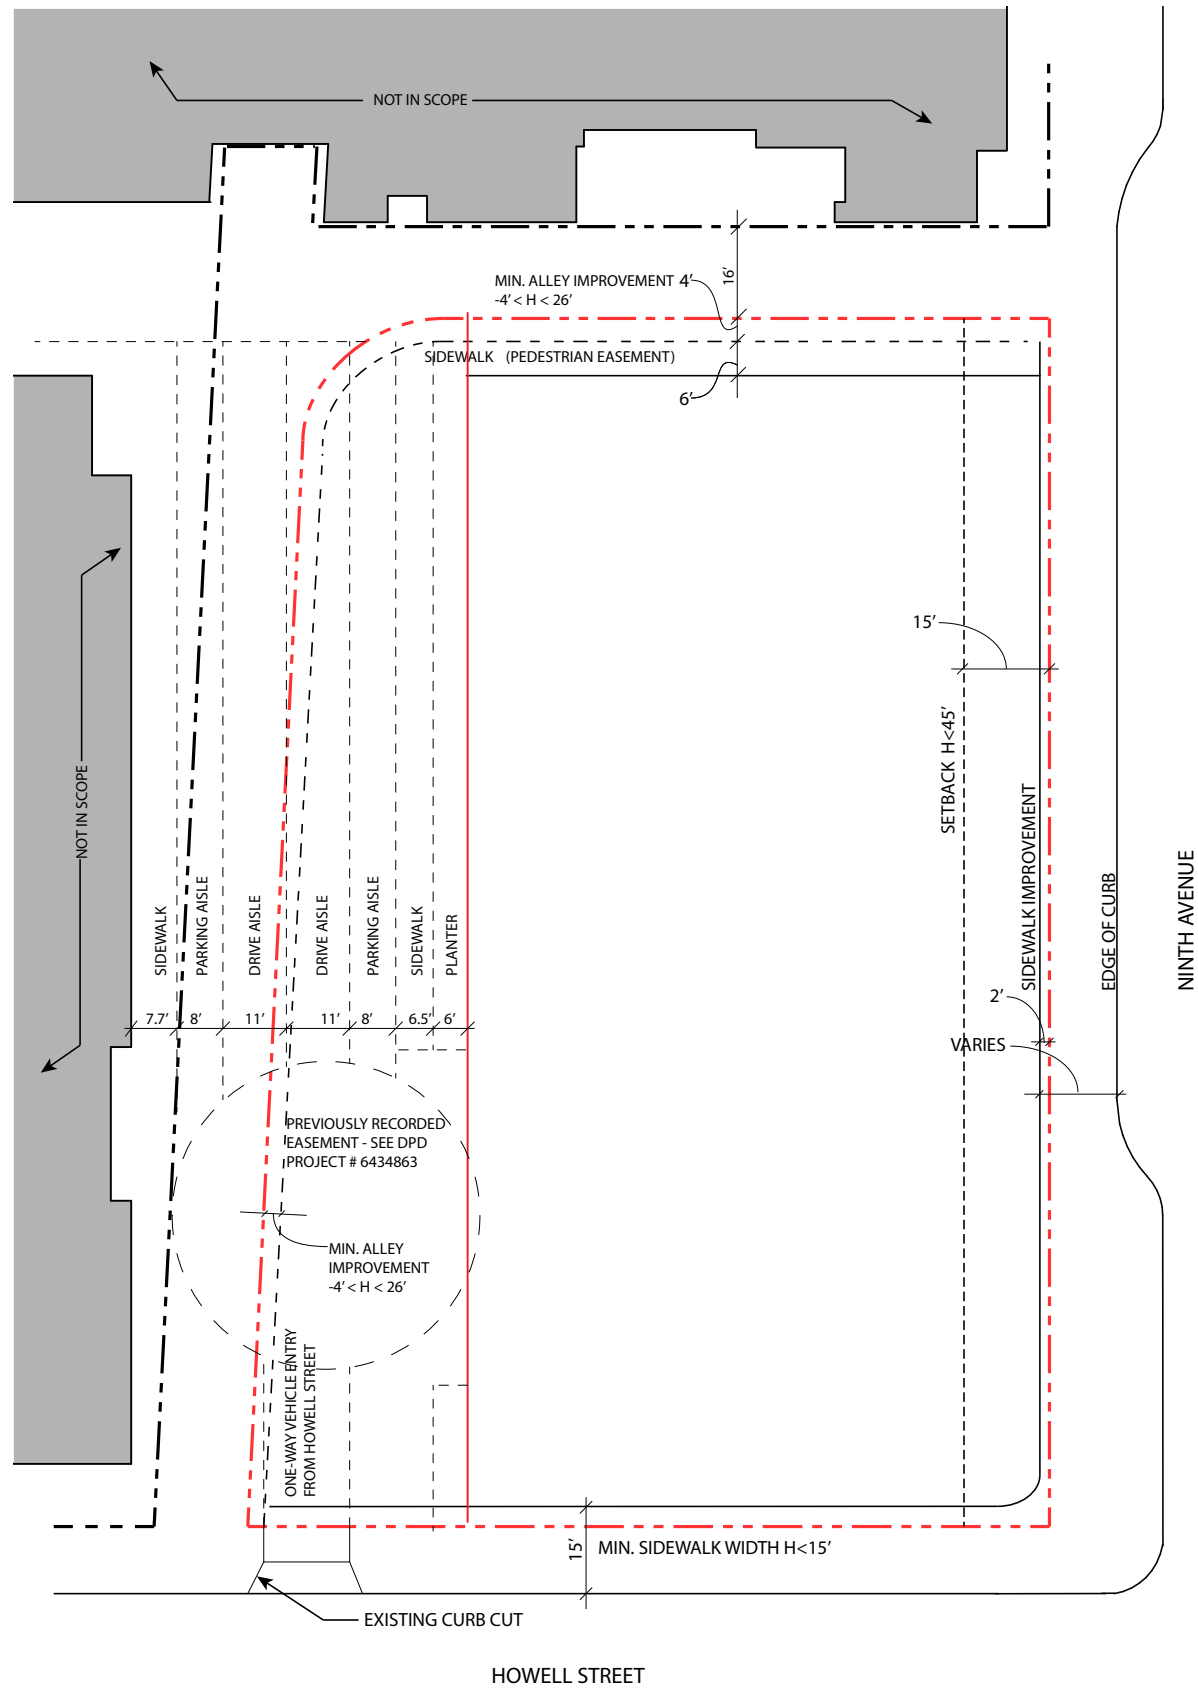 NOT IN SCOPE
16'
MIN. ALLEY IMPROVEMENT 4'
-4' < H < 26'
SIDEWALK (PEDESTRIAN EASEMENT)
6'
15'
SETBACK H<45'
NOT IN SCOPE
SIDEWALK IMPROVEMENT
EDGE OF CURB
NINTH AVENUE
SIDEWALK
PARKING AISLE
DRIVE AISLE
DRIVE AISLE
PARKING AISLE
SIDEWALK
PLANTER
2'
7.7' 8' 11' 11' 8' 6.5' 6'
VARIES
PREVIOUSLY RECORDED
EASEMENT - SEE DPD
PROJECT # 6434863
MIN. ALLEY
IMPROVEMENT
-4' < H < 26'
ONE-WAY VEHICLE ENTRY
FROM HOWELL STREET
15'
MIN. SIDEWALK WIDTH H<15'
EXISTING CURB CUT
HOWELL STREET